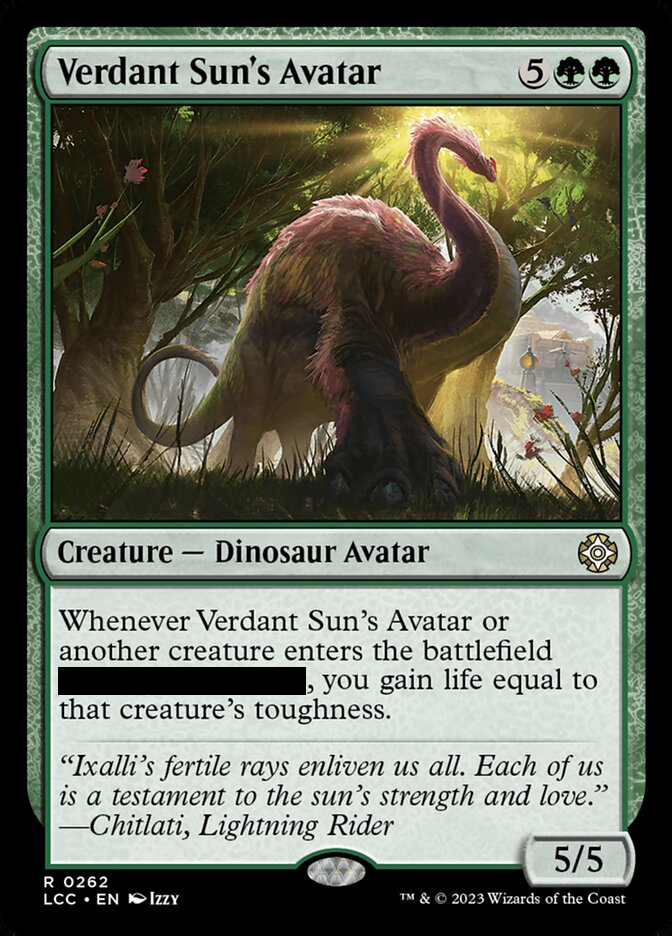 Verdant Sun's Avatar 5
Creature — Dinosaur Avatar
Whenever Verdant Sun's Avatar or
another creature enters the battlefield
, you gain life equal to
that creature's toughness.
“Ixalli's fertile rays enliven us all. Each of us
is a testament to the sun's strength and love.”
—Chitlati, Lightning Rider
5/5
R 0262
LCC • EN Izzy
™ & © 2023 Wizards of the Coast